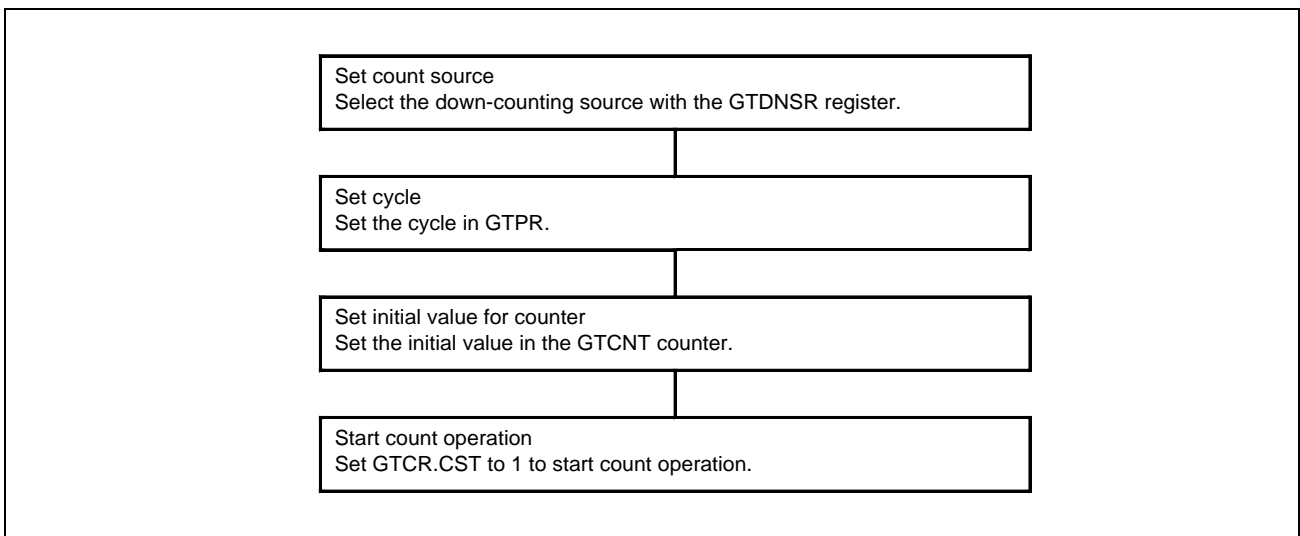 Set count source
Select the down-counting source with the GTDNSR register.
Set cycle
Set the cycle in GTPR.
Set initial value for counter
Set the initial value in the GTCNT counter.
Start count operation
Set GTCR.CST to 1 to start count operation.